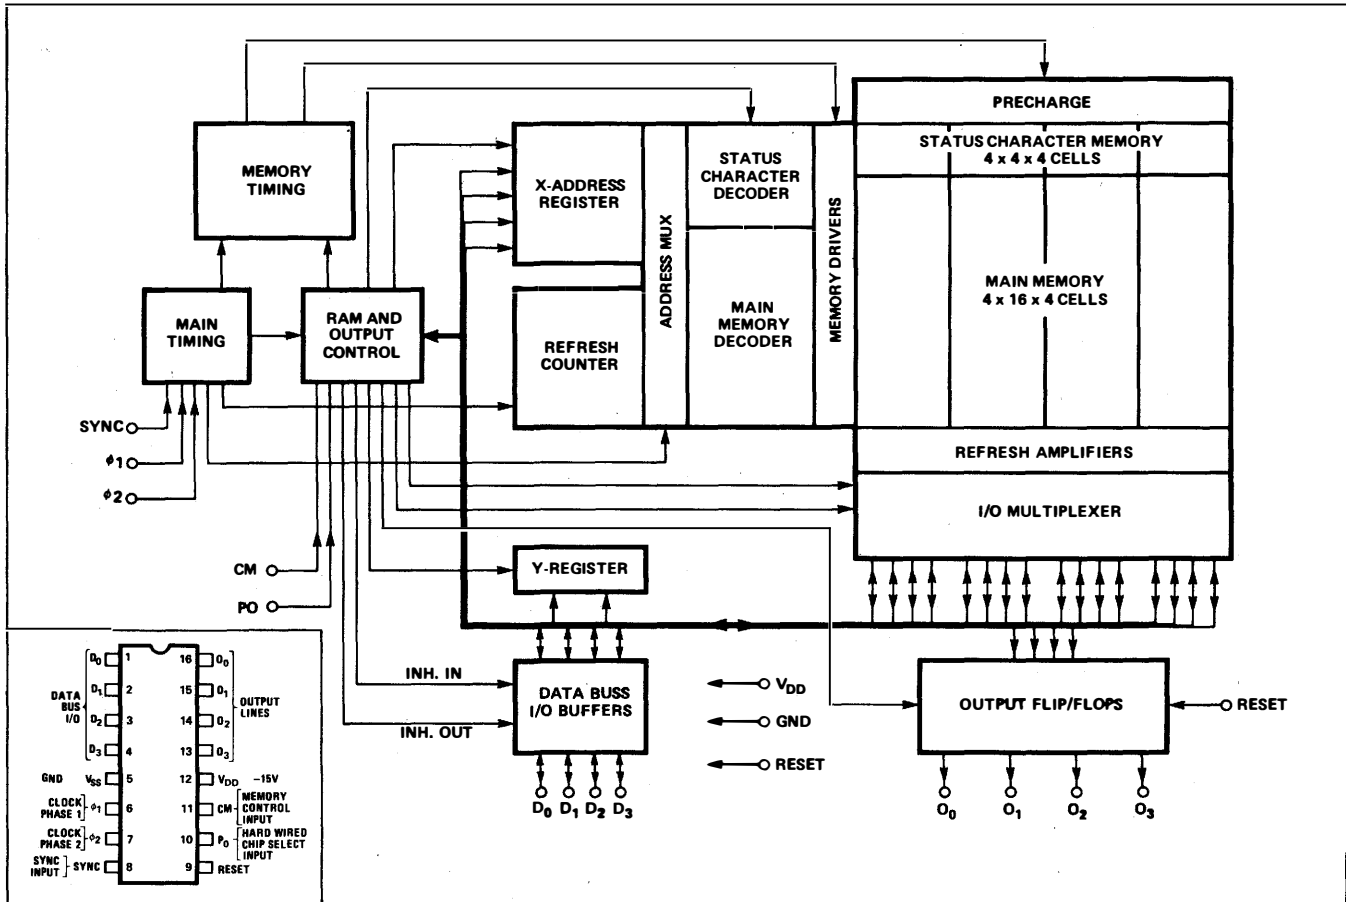 PRECHARGE
STATUS CHARACTER MEMORY
4 x 4 x 4 CELLS
MEMORY
TIMING
X-ADDRESS
REGISTER
ADDRESS MUX
STATUS
CHARACTER
DECODER
MEMORY DRIVERS
MAIN MEMORY
4 x 16 x 4 CELLS
MAIN
TIMING
RAM AND
OUTPUT
CONTROL
REFRESH
COUNTER
MAIN
MEMORY
DECODER
SYNC
ϕ1
ϕ2
REFRESH AMPLIFIERS
I/O MULTIPLEXER
CM
PO
Y-REGISTER
INH. IN
INH. OUT
DATA BUSS
I/O BUFFERS
D0 D1 D2 D3
VDD
GND
RESET
OUTPUT FLIP/FLOPS
RESET
O0 O1 O2 O3
DATA
BUS
I/O
D0 1 16 O0
D1 2 15 O1
D2 3 14 O2
D3 4 13 O3
OUTPUT
LINES
GND VSS 5 12 VDD -15V
CLOCK
PHASE 1
ϕ1 6 11 CM
MEMORY
CONTROL
INPUT
CLOCK
PHASE 2
ϕ2 7 10 P0
HARD WIRED
CHIP SELECT
INPUT
SYNC
INPUT
SYNC 8 9 RESET